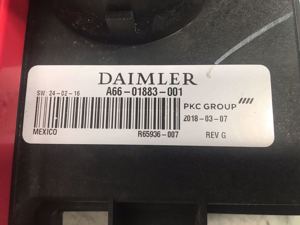 DAIMLER
SW: 24-02-16 A66-01883-001
PKC GROUP
2018-03-07
MEXICO R65936-007 REV G